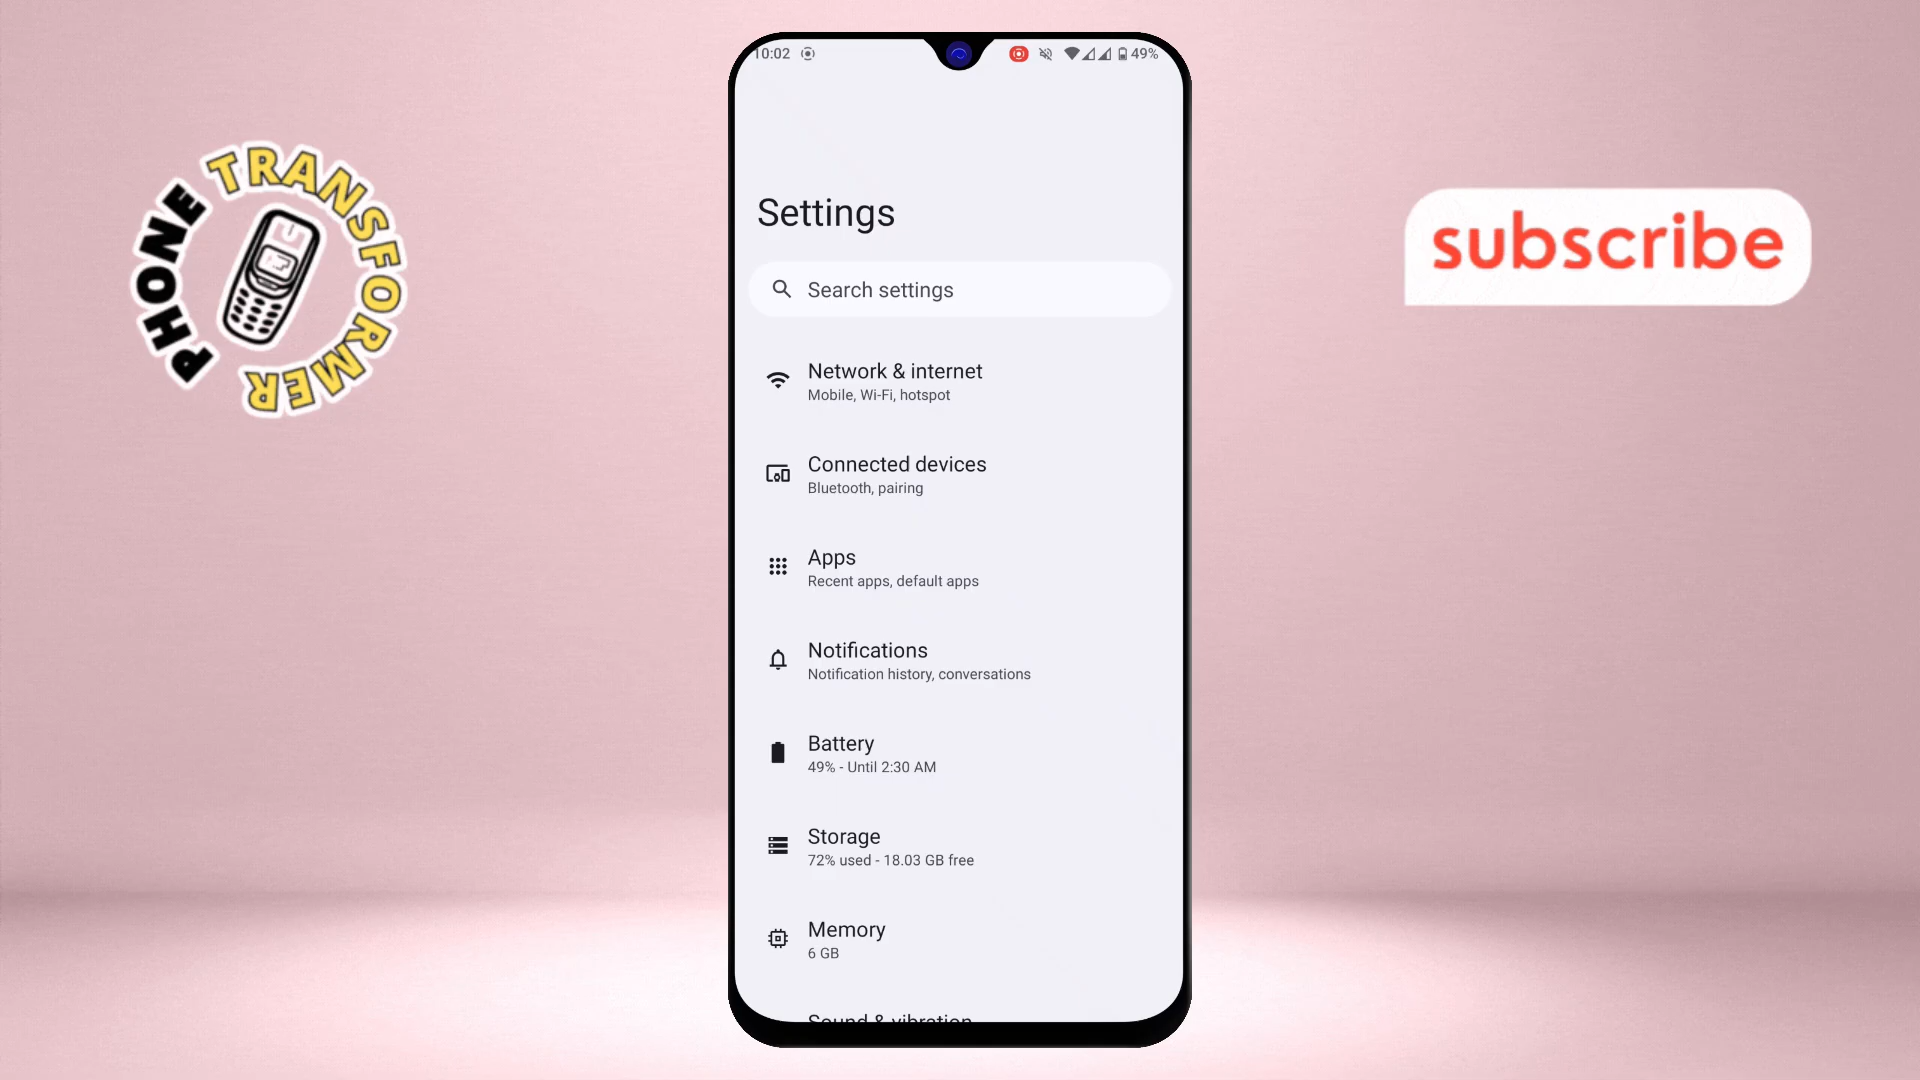 PHONE TRANSFORMER
subscribe
10:02
49%
Settings
Search settings
Network & internet
Mobile, Wi-Fi, hotspot
Connected devices
Bluetooth, pairing
Apps
Recent apps, default apps
Notifications
Notification history, conversations
Battery
49% - Until 2:30 AM
Storage
72% used - 18.03 GB free
Memory
6 GB
Sound & vibration